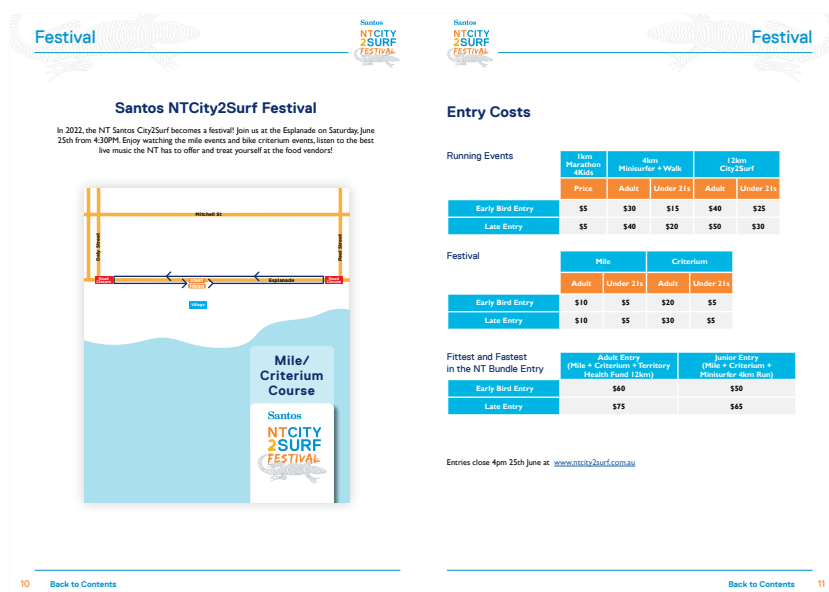 Festival
Santos
NTCITY
2SURF
FESTIVAL
Santos NTCity2Surf Festival
In 2022, the NT Santos City2Surf becomes a festival! Join us at the Esplanade on Saturday, June
25th from 4:30PM. Enjoy watching the mile events and bike criterium events, listen to the best
live music the NT has to offer and treat yourself at the food vendors!
Mitchell St
Daly Street
Peel Street
Road
Closure
Esplanade
Road
Closure
Village
Mile/
Criterium
Course
Santos
NTCITY
2SURF
FESTIVAL
10 Back to Contents
Santos
NTCITY
2SURF
FESTIVAL
Festival
Entry Costs
Running Events
1km
Marathon
4Kids
4km
Minisurfer + Walk
12km
City2Surf
Price Adult Under 21s Adult Under 21s
Early Bird Entry $5 $30 $15 $40 $25
Late Entry $5 $40 $20 $50 $30
Festival
Mile Criterium
Adult Under 21s Adult Under 21s
Early Bird Entry $10 $5 $20 $5
Late Entry $10 $5 $30 $5
Fittest and Fastest
in the NT Bundle Entry
Adult Entry
(Mile + Criterium + Territory
Health Fund 12km)
Junior Entry
(Mile + Criterium +
Minisurfer 4km Run)
Early Bird Entry $60 $50
Late Entry $75 $65
Entries close 4pm 25th June at www.ntcity2surf.com.au
Back to Contents 11